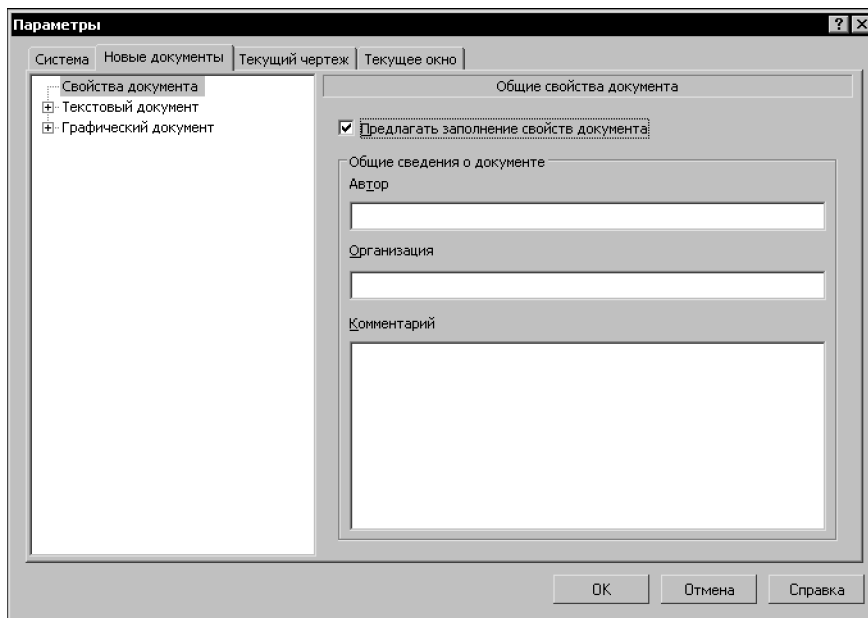 Параметры
Система Новые документы Текущий чертеж Текущее окно
Свойства документа
Текстовый документ
Графический документ
Общие свойства документа
Предлагать заполнение свойств документа
Общие сведения о документе
Автор
Организация
Комментарий
OK Отмена Справка